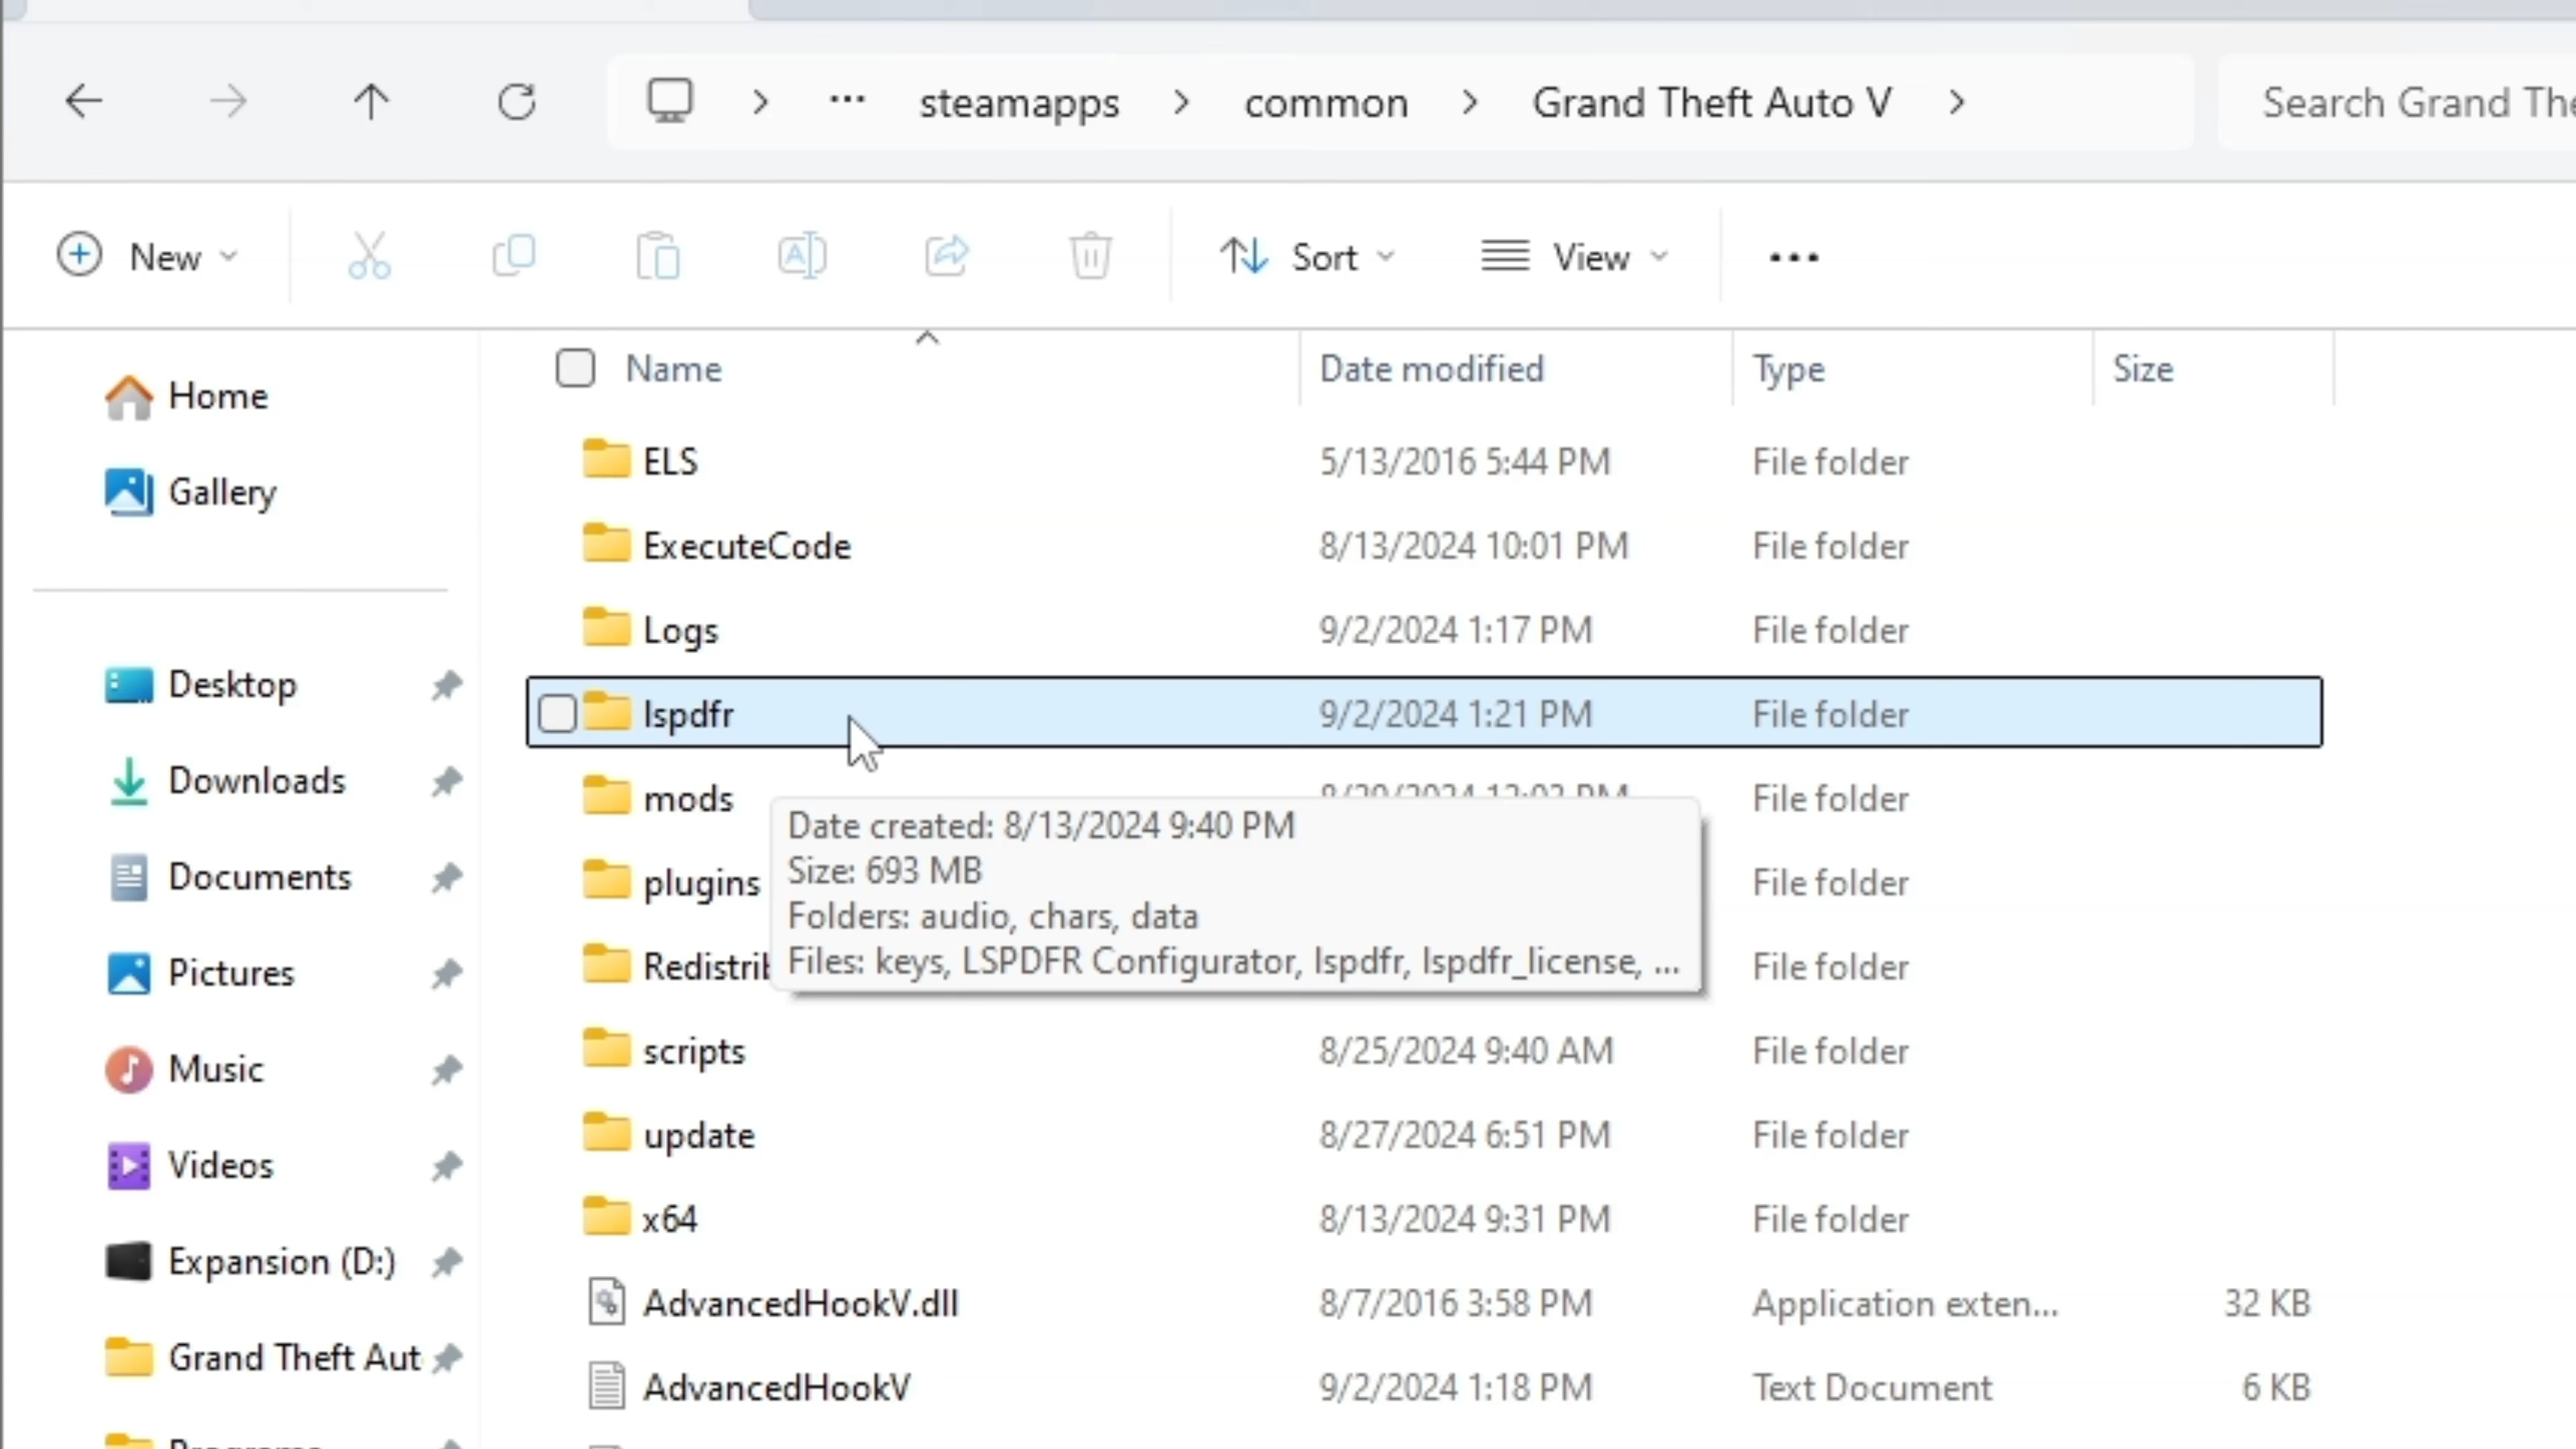 ··· steamapps > common > Grand Theft Auto V >
Search Grand The
New
Sort
View
Name Date modified Type Size
Home
Gallery
Desktop
Downloads
Documents
Pictures
Music
Videos
Expansion (D:)
Grand Theft Aut
ELS 5/13/2016 5:44 PM File folder
ExecuteCode 8/13/2024 10:01 PM File folder
Logs 9/2/2024 1:17 PM File folder
lspdfr 9/2/2024 1:21 PM File folder
mods File folder
plugins File folder
Redistrib File folder
Date created: 8/13/2024 9:40 PM
Size: 693 MB
Folders: audio, chars, data
Files: keys, LSPDFR Configurator, lspdfr, lspdfr_license, ...
scripts 8/25/2024 9:40 AM File folder
update 8/27/2024 6:51 PM File folder
x64 8/13/2024 9:31 PM File folder
AdvancedHookV.dll 8/7/2016 3:58 PM Application exten... 32 KB
AdvancedHookV 9/2/2024 1:18 PM Text Document 6 KB